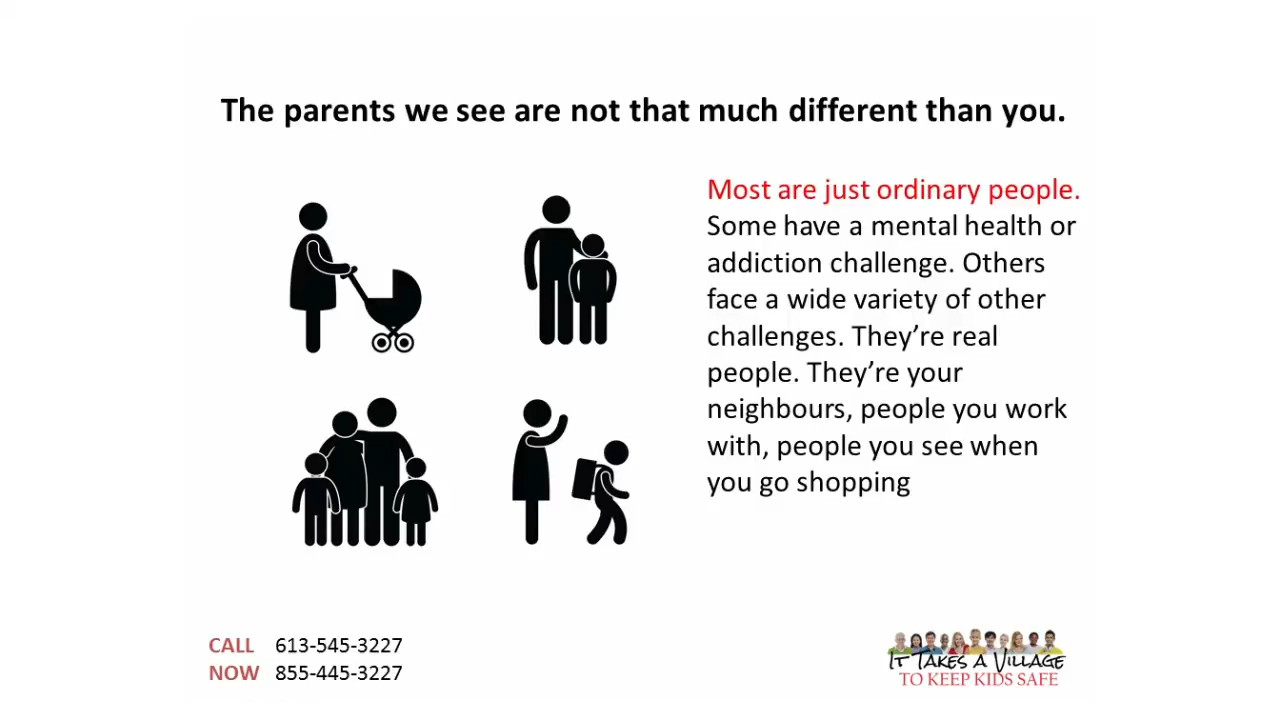 The parents we see are not that much different than you.
Most are just ordinary people.
Some have a mental health or
addiction challenge. Others
face a wide variety of other
challenges. They’re real
people. They’re your
neighbours, people you work
with, people you see when
you go shopping
CALL 613-545-3227
NOW 855-445-3227
IT TAKES A VILLAGE
TO KEEP KIDS SAFE